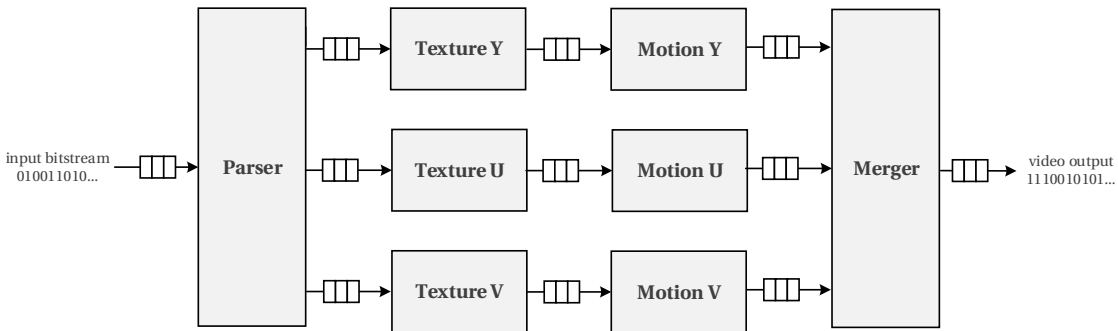 input bitstream
010011010...
Parser
Texture Y
Motion Y
Texture U
Motion U
Texture V
Motion V
Merger
video output
1110010101...